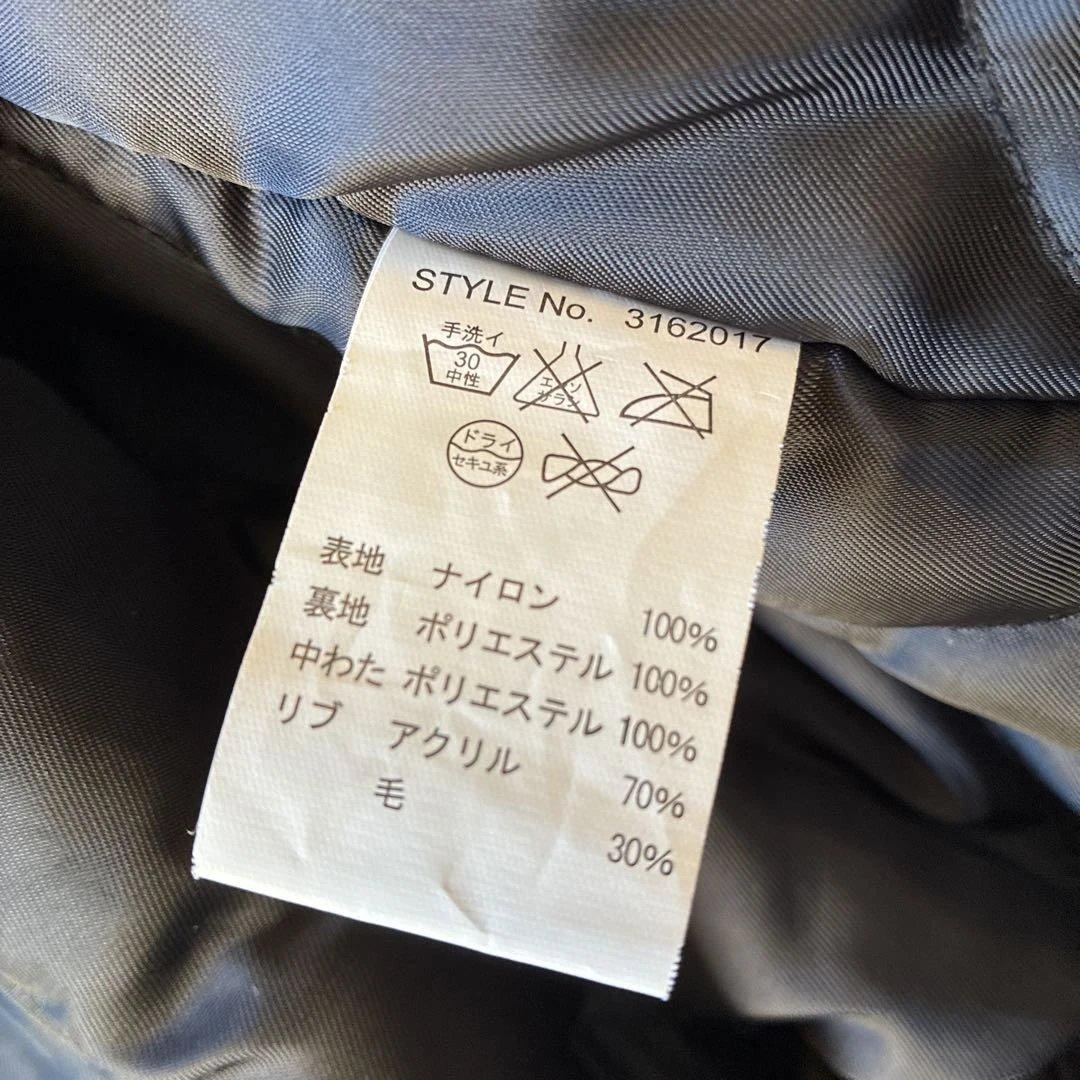 STYLE No. 3162017
手洗イ
30
中性
エンソ
サラシ
ドライ
セキユ系
表地 ナイロン 100%
裏地 ポリエステル 100%
中わた ポリエステル 100%
リブ アクリル 70%
毛 30%